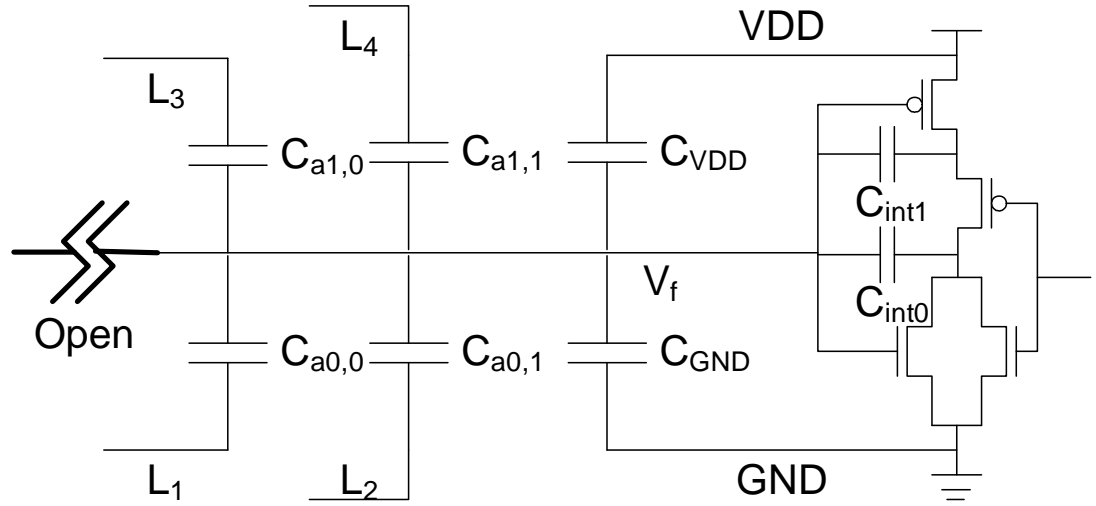 L4
VDD
L3
Ca1,0
Ca1,1
CVDD
Cint1
Vf
Cint0
Open
Ca0,0
Ca0,1
CGND
L1
L2
GND